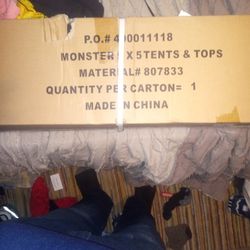 P.O.# 400011118
MONSTER X 5TENTS & TOPS
MATERIAL# 807833
QUANTITY PER CARTON= 1
MADE IN CHINA